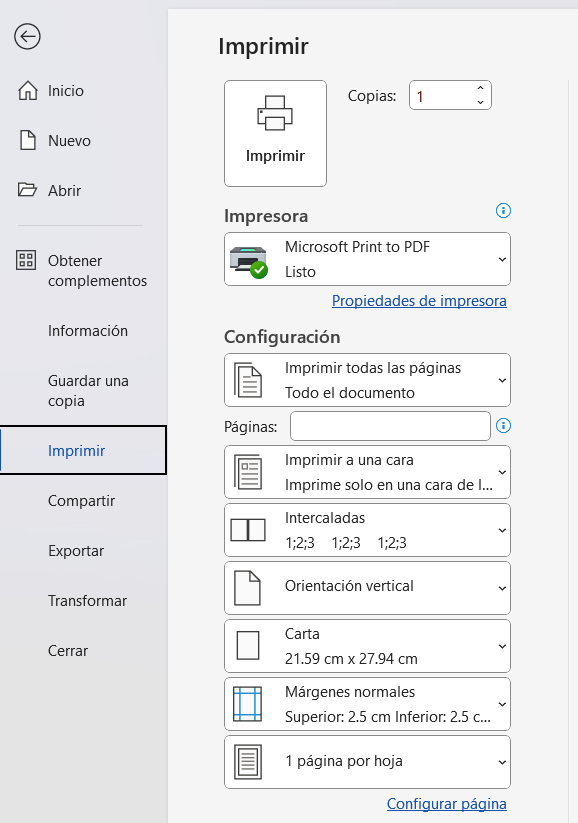 Inicio
Nuevo
Abrir
Obtener
complementos
Información
Guardar una
copia
Imprimir
Compartir
Exportar
Transformar
Cerrar
Imprimir
Imprimir
Copias: 1
Impresora
Microsoft Print to PDF
Listo
Propiedades de impresora
Configuración
Imprimir todas las páginas
Todo el documento
Páginas:
Imprimir a una cara
Imprime solo en una cara de l...
Intercaladas
1;2;3 1;2;3 1;2;3
Orientación vertical
Carta
21.59 cm x 27.94 cm
Márgenes normales
Superior: 2.5 cm Inferior: 2.5 c...
1 página por hoja
Configurar página